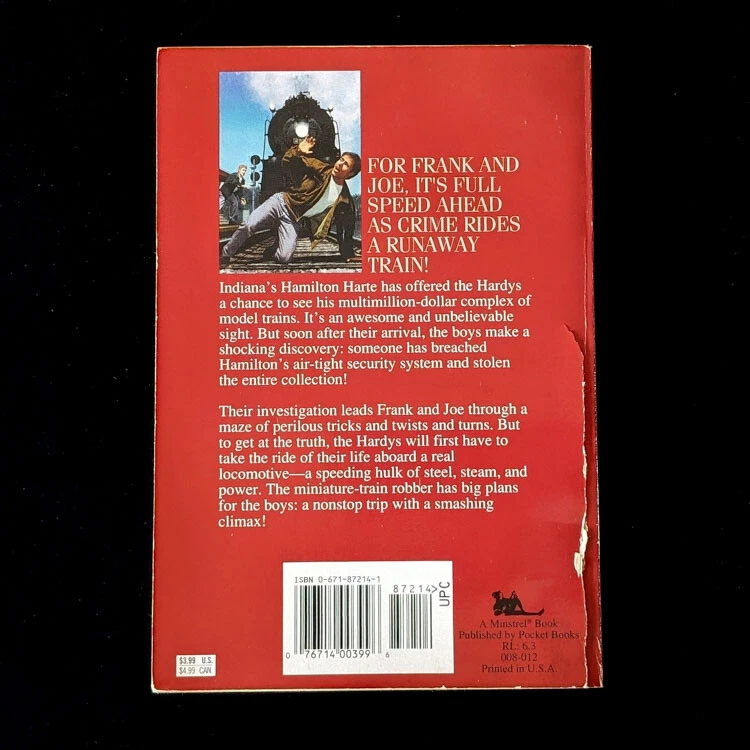 FOR FRANK AND
JOE, IT'S FULL
SPEED AHEAD
AS CRIME RIDES
A RUNAWAY
TRAIN!
Indiana's Hamilton Harte has offered the Hardys
a chance to see his multimillion-dollar complex of
model trains. It's an awesome and unbelievable
sight. But soon after their arrival, the boys make a
shocking discovery: someone has breached
Hamilton's air-tight security system and stolen
the entire collection!
Their investigation leads Frank and Joe through a
maze of perilous tricks and twists and turns. But
to get at the truth, the Hardys will first have to
take the ride of their life aboard a real
locomotive—a speeding hulk of steel, steam, and
power. The miniature-train robber has big plans
for the boys: a nonstop trip with a smashing
climax!
ISBN 0-671-87214-1
87214>
UPC
0 76714 00399 6
$3.99 U.S.
$4.99 CAN.
A Minstrel® Book
Published by Pocket Books
RL: 6.3
008-012
Printed in U.S.A.